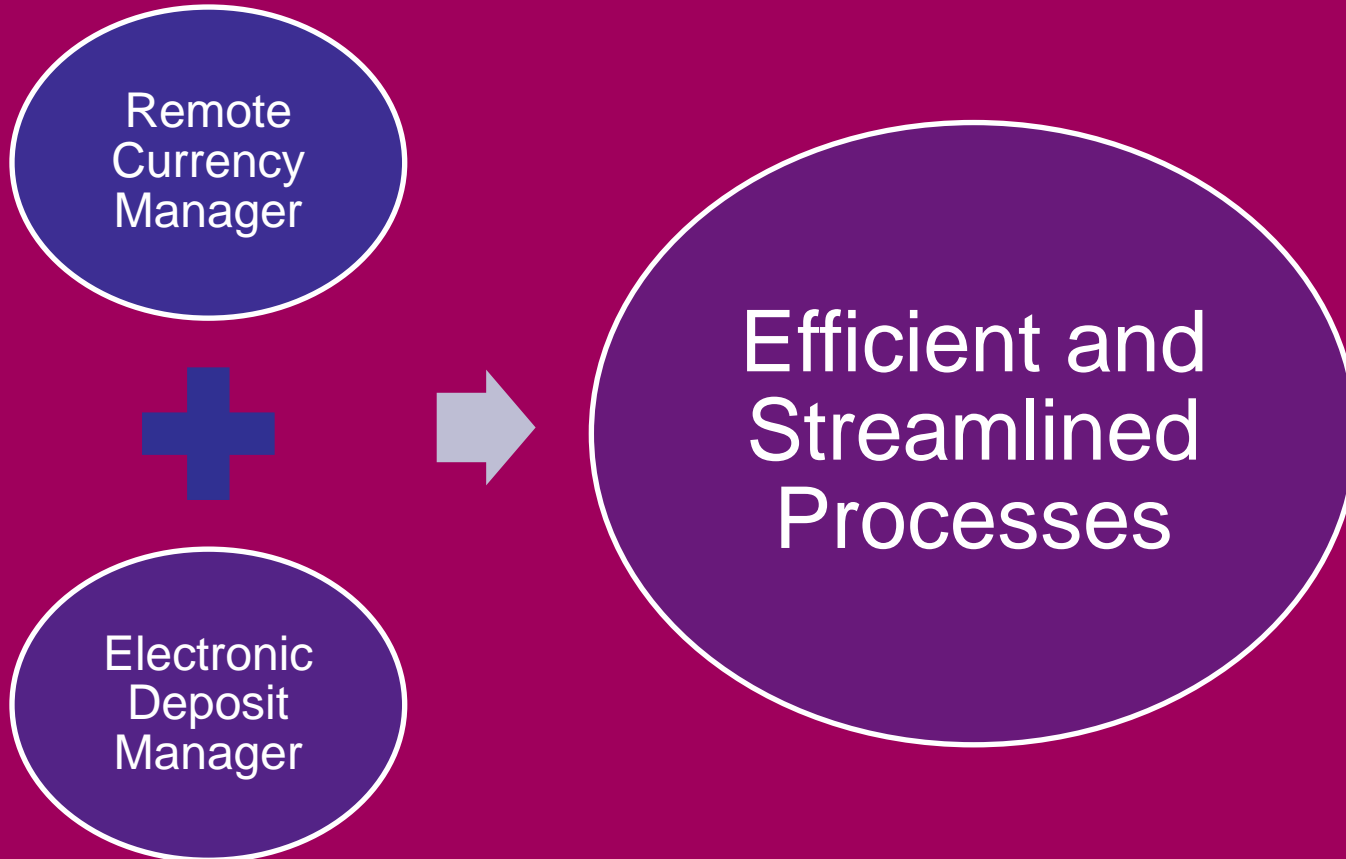 Remote
Currency
Manager
Electronic
Deposit
Manager
Efficient and
Streamlined
Processes